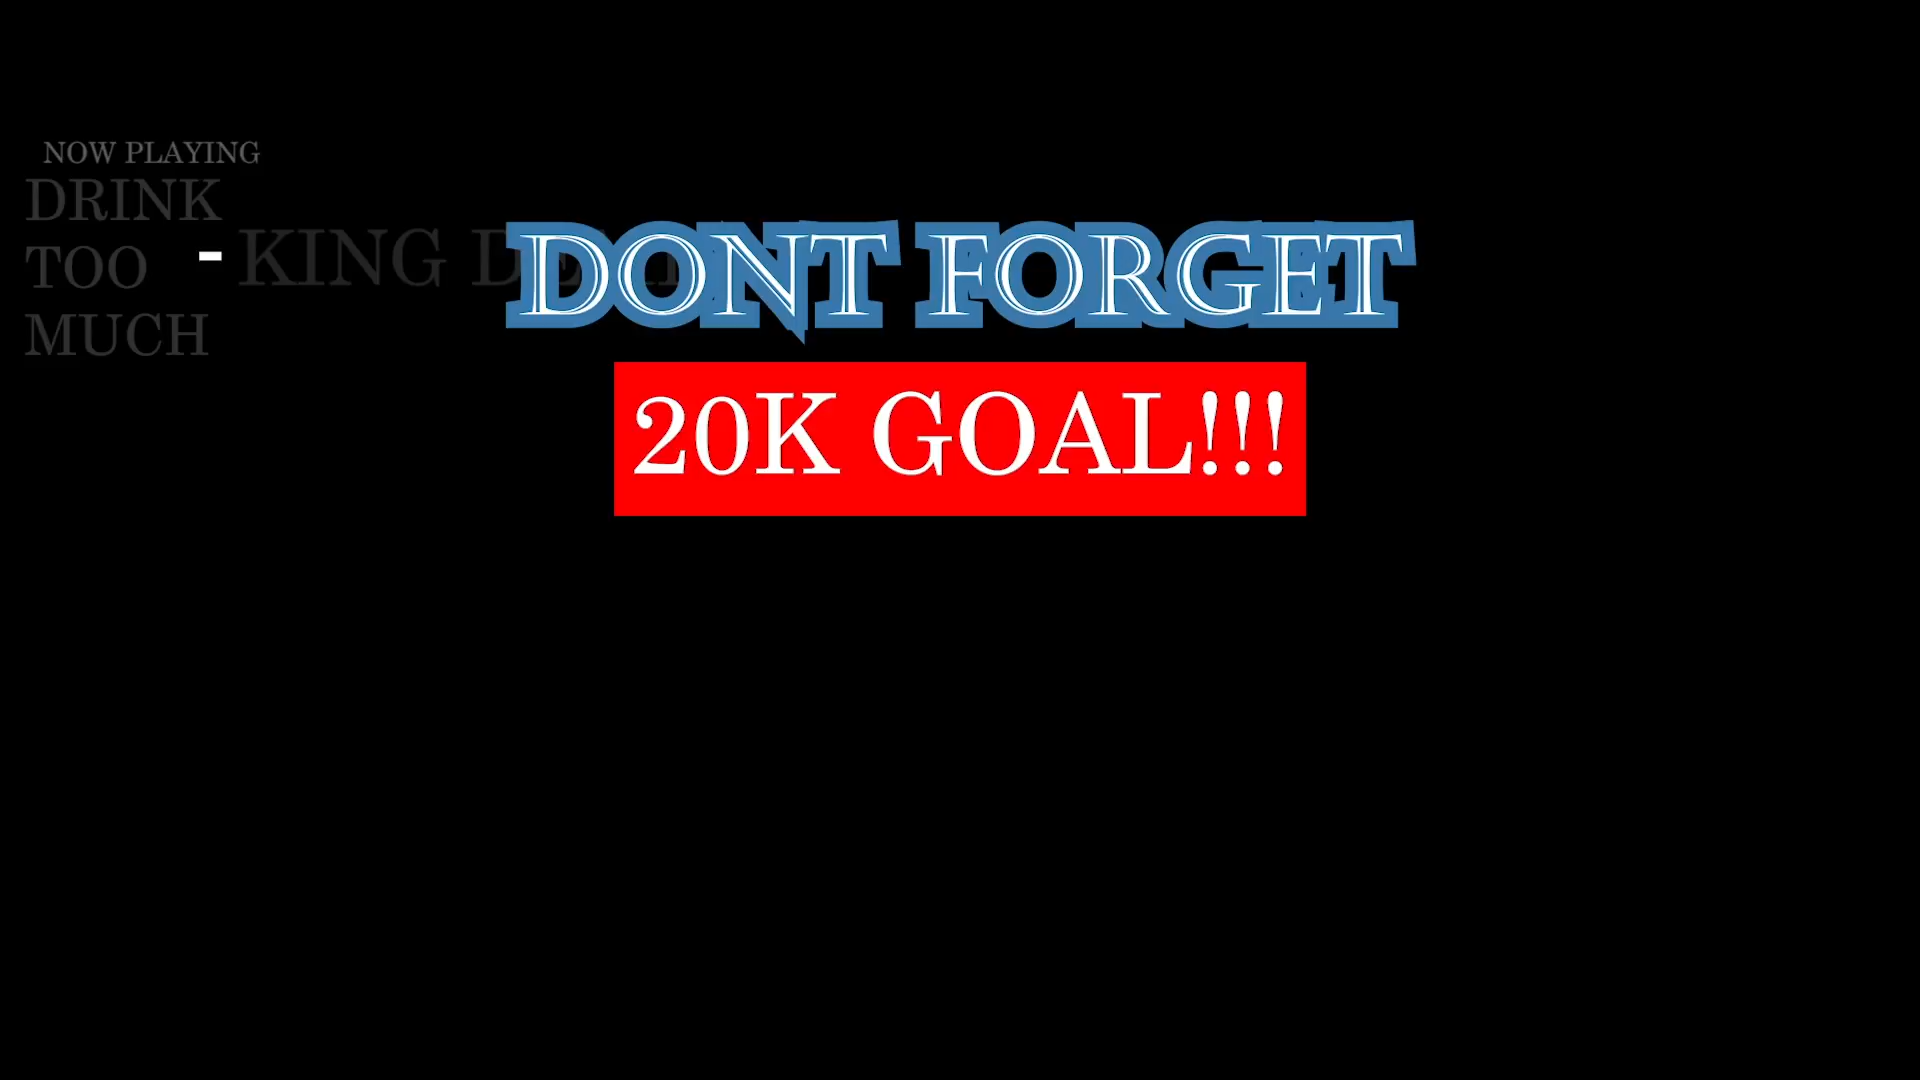 NOW PLAYING
DRINK
TOO
MUCH
- KING
DONT FORGET
20K GOAL!!!